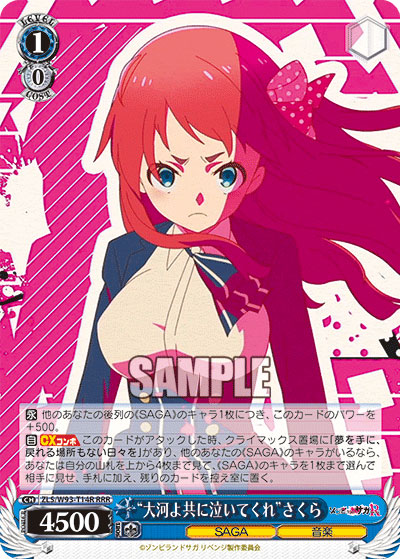 LEVEL
1
0
COST
SAMPLE
永 他のあなたの後列の《SAGA》のキャラ1枚につき、このカードのパワーを
+500。
自 CXコンボ このカードがアタックした時、クライマックス置場に「夢を手に、
戻れる場所もない日々を」があり、他のあなたの《SAGA》のキャラがいるなら、
あなたは自分の山札を上から4枚まで見て、《SAGA》のキャラを1枚まで選んで
相手に見せ、手札に加え、残りのカードを控え室に置く。
CH ZLS/W93-T14R RRR
4500
“大河よ共に泣いてくれ”さくら
SAGA 音楽
©ゾンビランドサガ リベンジ製作委員会